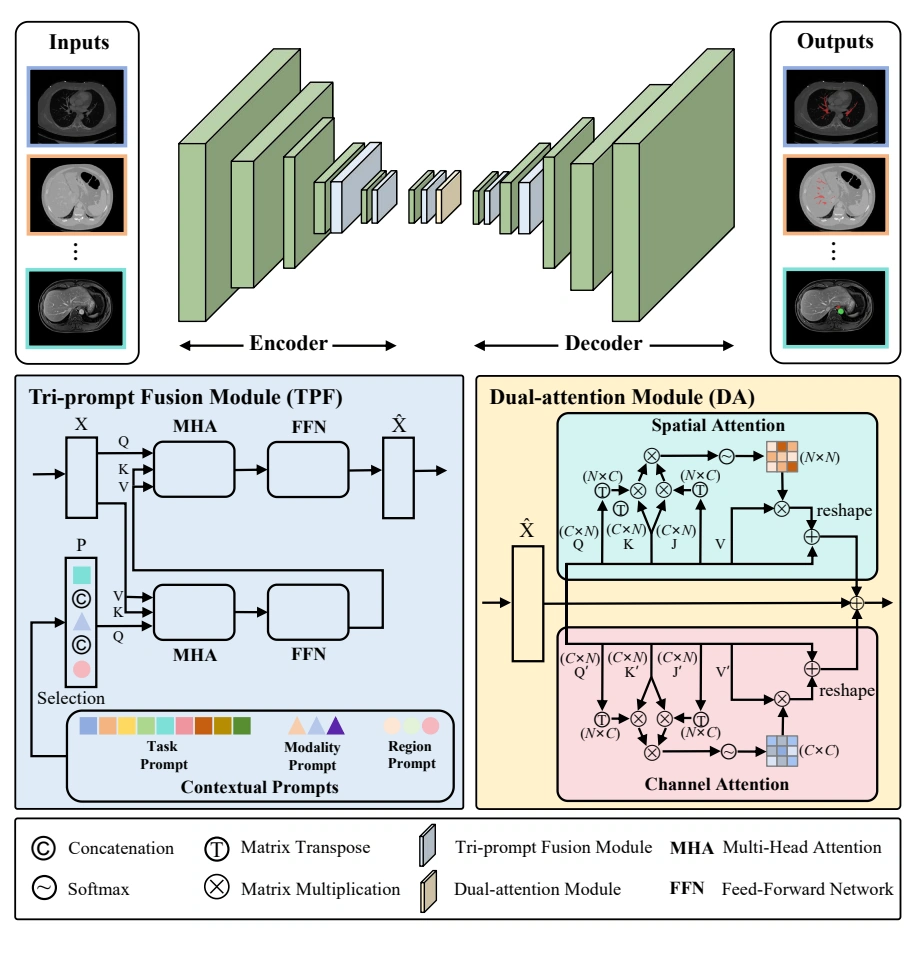 Inputs
Outputs
⋮
⋮
Encoder
Decoder
Tri-prompt Fusion Module (TPF)
X
Q
K
V
MHA
FFN
X̂
P
Ⓒ
Ⓒ
V
K
Q
MHA
FFN
Selection
Task
Prompt
Modality
Prompt
Region
Prompt
Contextual Prompts
Dual-attention Module (DA)
Spatial Attention
(N×N)
(N×C)
(N×C)
T
T
T
reshape
(C×N)
(C×N)
(C×N)
Q
K
J
V
X̂
(C×N)
(C×N)
(C×N)
Q′
K′
J′
V′
reshape
T
T
(N×C)
(N×C)
(C×C)
Channel Attention
Ⓒ Concatenation
Ⓣ Matrix Transpose
Tri-prompt Fusion Module
MHA Multi-Head Attention
~ Softmax
⊗ Matrix Multiplication
Dual-attention Module
FFN Feed-Forward Network